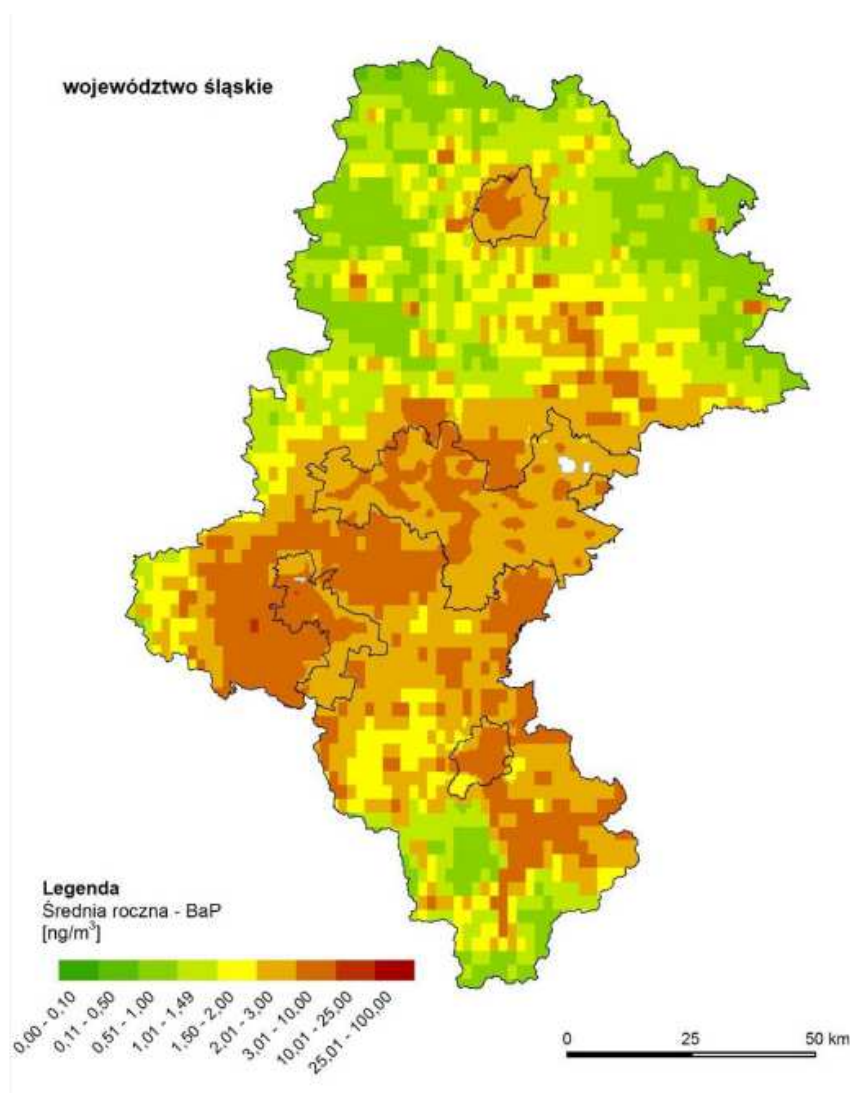 województwo śląskie
Legenda
Średnia roczna - BaP
[ng/m³]
0,00 - 0,10
0,11 - 0,50
0,51 - 1,00
1,01 - 1,49
1,50 - 2,00
2,01 - 3,00
3,01 - 10,00
10,01 - 25,00
25,01 - 100,00
0 25 50 km